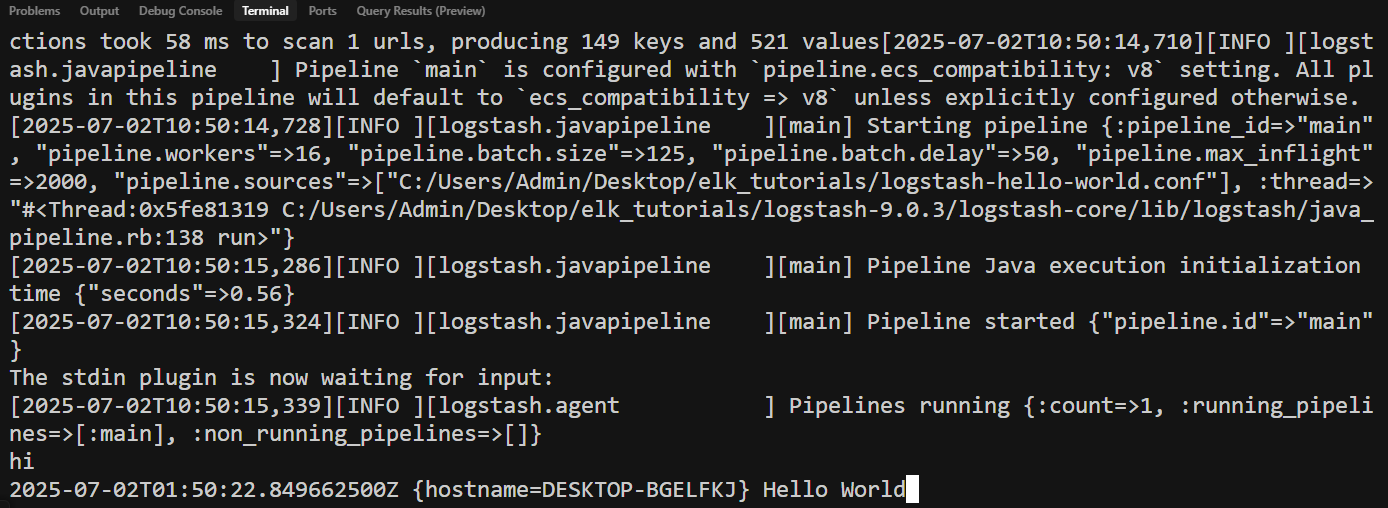 Problems Output Debug Console Terminal Ports Query Results (Preview)
ctions took 58 ms to scan 1 urls, producing 149 keys and 521 values[2025-07-02T10:50:14,710][INFO ][logst
ash.javapipeline    ] Pipeline `main` is configured with `pipeline.ecs_compatibility: v8` setting. All pl
ugins in this pipeline will default to `ecs_compatibility => v8` unless explicitly configured otherwise.
[2025-07-02T10:50:14,728][INFO ][logstash.javapipeline    ][main] Starting pipeline {:pipeline_id=>"main"
, "pipeline.workers"=>16, "pipeline.batch.size"=>125, "pipeline.batch.delay"=>50, "pipeline.max_inflight"
=>2000, "pipeline.sources"=>["C:/Users/Admin/Desktop/elk_tutorials/logstash-hello-world.conf"], :thread=>
"#<Thread:0x5fe81319 C:/Users/Admin/Desktop/elk_tutorials/logstash-9.0.3/logstash-core/lib/logstash/java_
pipeline.rb:138 run>"}
[2025-07-02T10:50:15,286][INFO ][logstash.javapipeline    ][main] Pipeline Java execution initialization
time {"seconds"=>0.56}
[2025-07-02T10:50:15,324][INFO ][logstash.javapipeline    ][main] Pipeline started {"pipeline.id"=>"main"
}
The stdin plugin is now waiting for input:
[2025-07-02T10:50:15,339][INFO ][logstash.agent           ] Pipelines running {:count=>1, :running_pipeli
nes=>[:main], :non_running_pipelines=>[]}
hi
2025-07-02T01:50:22.849662500Z {hostname=DESKTOP-BGELFKJ} Hello World